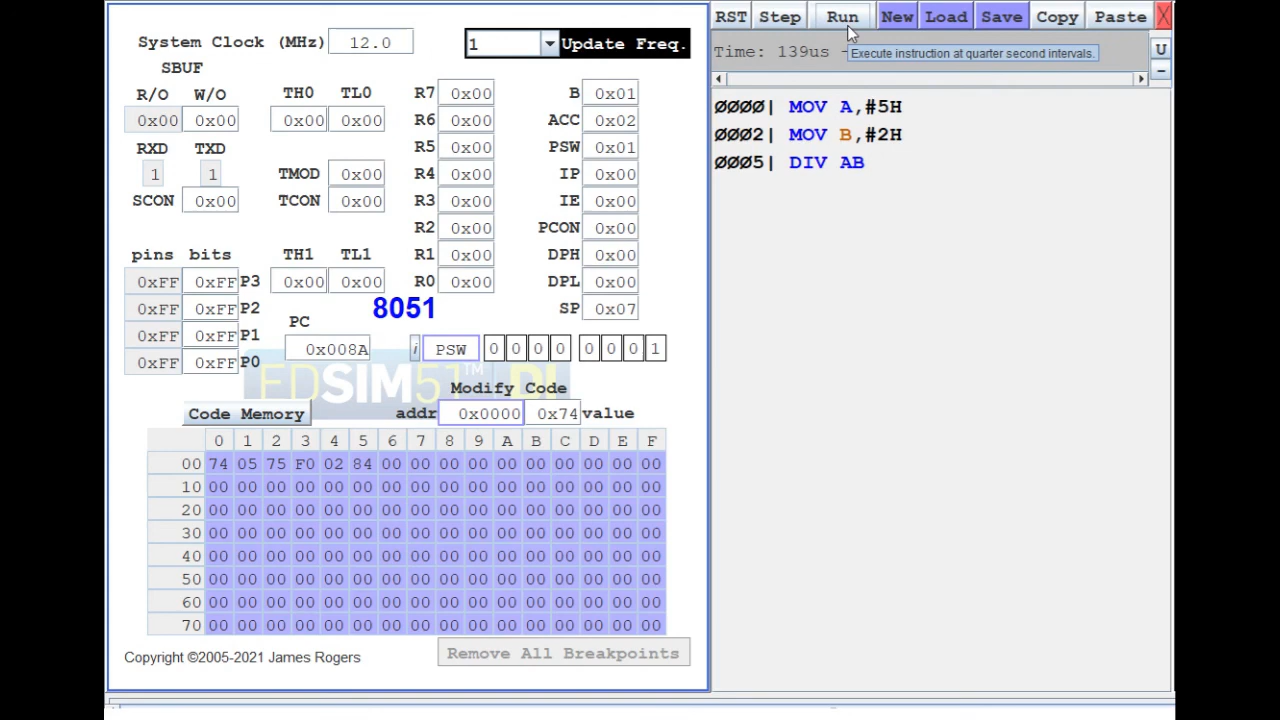 RST Step Run New Load Save Copy Paste X
System Clock (MHz) 12.0 1 Update Freq.
Time: 139us -
Execute instruction at quarter second intervals.
U
-
SBUF
R/O W/O TH0 TL0 R7 0x00 B 0x01
0x00 0x00 0x00 0x00 R6 0x00 ACC 0x02
RXD TXD R5 0x00 PSW 0x01
1 1 TMOD 0x00 R4 0x00 IP 0x00
SCON 0x00 TCON 0x00 R3 0x00 IE 0x00
R2 0x00 PCON 0x00
pins bits TH1 TL1 R1 0x00 DPH 0x00
0xFF 0xFF P3 0x00 0x00 R0 0x00 DPL 0x00
0xFF 0xFF P2 8051 SP 0x07
0xFF 0xFF P1 PC
0x008A i PSW 0 0 0 0 0 0 0 1
0xFF 0xFF P0
EDSIM51™ DI
Modify Code
Code Memory addr 0x0000 0x74 value
0 1 2 3 4 5 6 7 8 9 A B C D E F
00 74 05 75 F0 02 84 00 00 00 00 00 00 00 00 00 00
10 00 00 00 00 00 00 00 00 00 00 00 00 00 00 00 00
20 00 00 00 00 00 00 00 00 00 00 00 00 00 00 00 00
30 00 00 00 00 00 00 00 00 00 00 00 00 00 00 00 00
40 00 00 00 00 00 00 00 00 00 00 00 00 00 00 00 00
50 00 00 00 00 00 00 00 00 00 00 00 00 00 00 00 00
60 00 00 00 00 00 00 00 00 00 00 00 00 00 00 00 00
70 00 00 00 00 00 00 00 00 00 00 00 00 00 00 00 00
Copyright ©2005-2021 James Rogers Remove All Breakpoints
0000| MOV A,#5H
0002| MOV B,#2H
0005| DIV AB